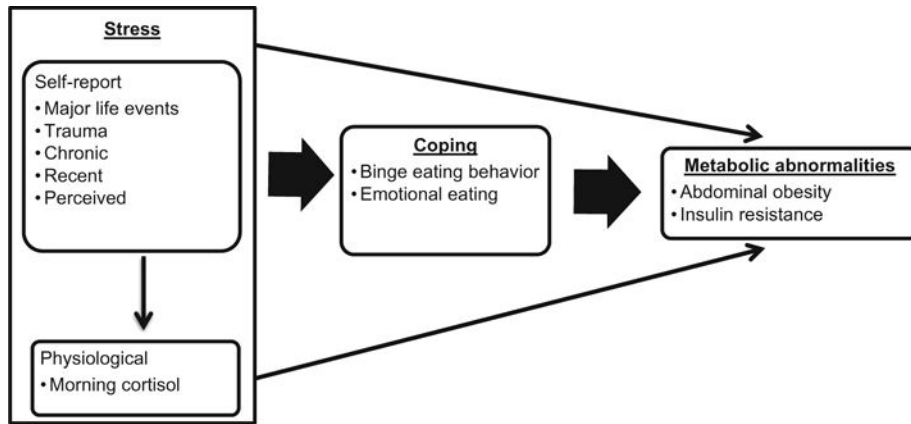 Stress
Self-report
• Major life events
• Trauma
• Chronic
• Recent
• Perceived
Physiological
• Morning cortisol
Coping
• Binge eating behavior
• Emotional eating
Metabolic abnormalities
• Abdominal obesity
• Insulin resistance